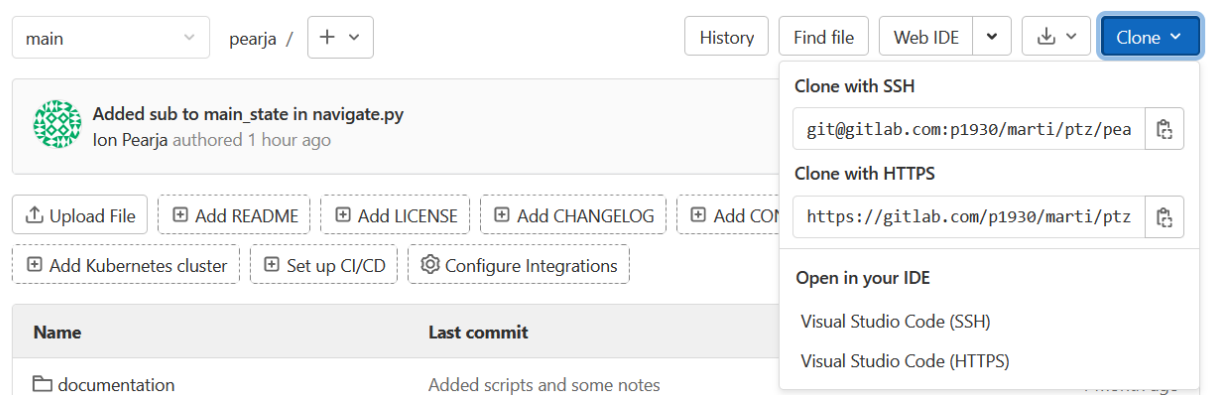 main
pearja /
History
Find file
Web IDE
Clone
Clone with SSH
git@gitlab.com:p1930/marti/ptz/pea
Clone with HTTPS
https://gitlab.com/p1930/marti/ptz
Open in your IDE
Visual Studio Code (SSH)
Visual Studio Code (HTTPS)
Added sub to main_state in navigate.py
Ion Pearja authored 1 hour ago
Upload File
Add README
Add LICENSE
Add CHANGELOG
Add CON
Add Kubernetes cluster
Set up CI/CD
Configure Integrations
Name
Last commit
documentation
Added scripts and some notes